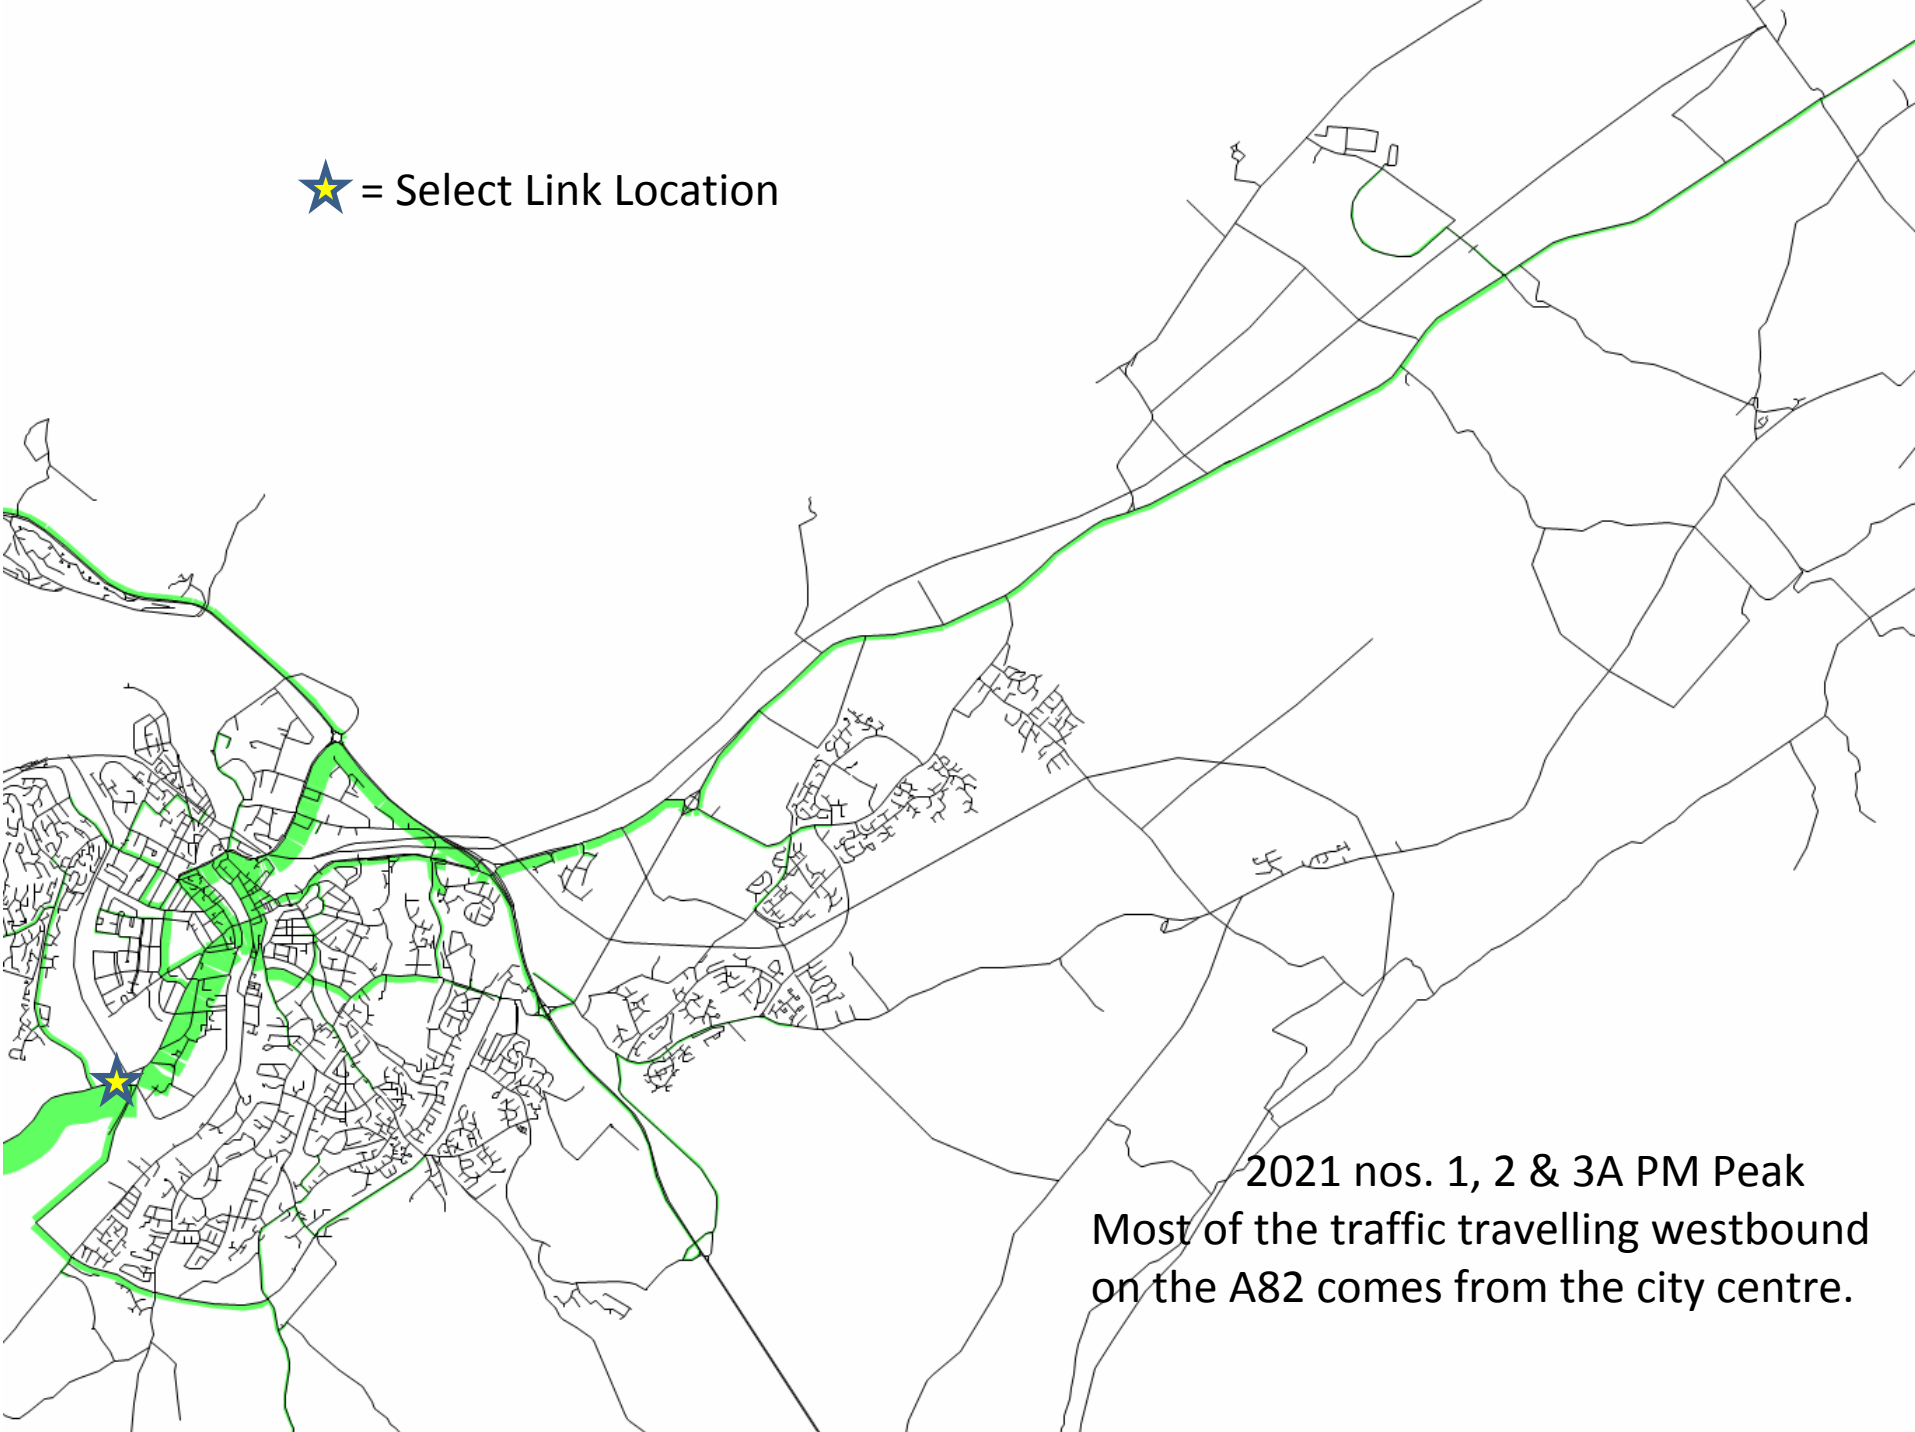 = Select Link Location
2021 nos. 1, 2 & 3A PM Peak
Most of the traffic travelling westbound
on the A82 comes from the city centre.